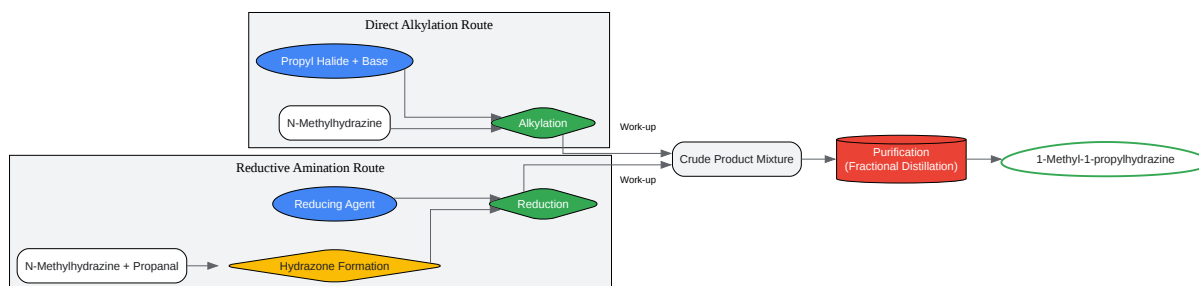 Direct Alkylation Route
Propyl Halide + Base
N-Methylhydrazine
Alkylation
Work-up
Crude Product Mixture
Purification
(Fractional Distillation)
1-Methyl-1-propylhydrazine
Reductive Amination Route
Work-up
Reducing Agent
Reduction
N-Methylhydrazine + Propanal
Hydrazone Formation